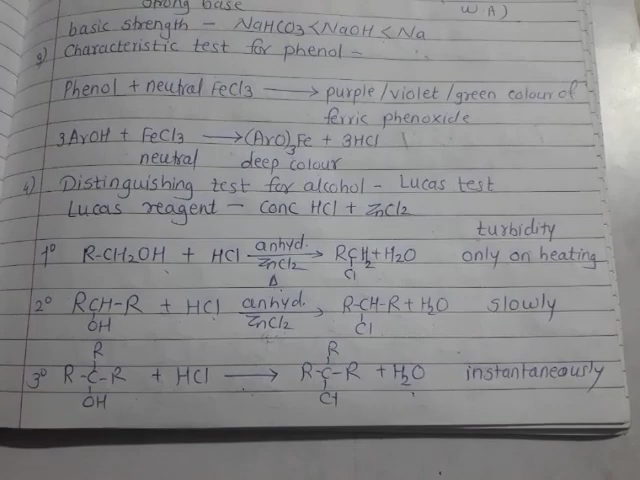 strong base
W.A)
basic strength – NaHCO3 < NaOH < Na
3) Characteristic test for phenol –
Phenol + neutral FeCl3 ⟶ purple/violet/green colour of
ferric phenoxide
3ArOH + FeCl3 ⟶ (ArO)3Fe + 3HCl
neutral deep colour
4) Distinguishing test for alcohol – Lucas test
Lucas reagent – conc HCl + ZnCl2
turbidity
1° R-CH2OH + HCl anhyd. ZnCl2 Δ ⟶ RCH2 + H2O only on heating
Cl
2° RCH-R + HCl anhyd. ZnCl2 ⟶ R-CH-R + H2O slowly
OH Cl
R R
3° R-C-R + HCl ⟶ R-C-R + H2O instantaneously
OH Cl